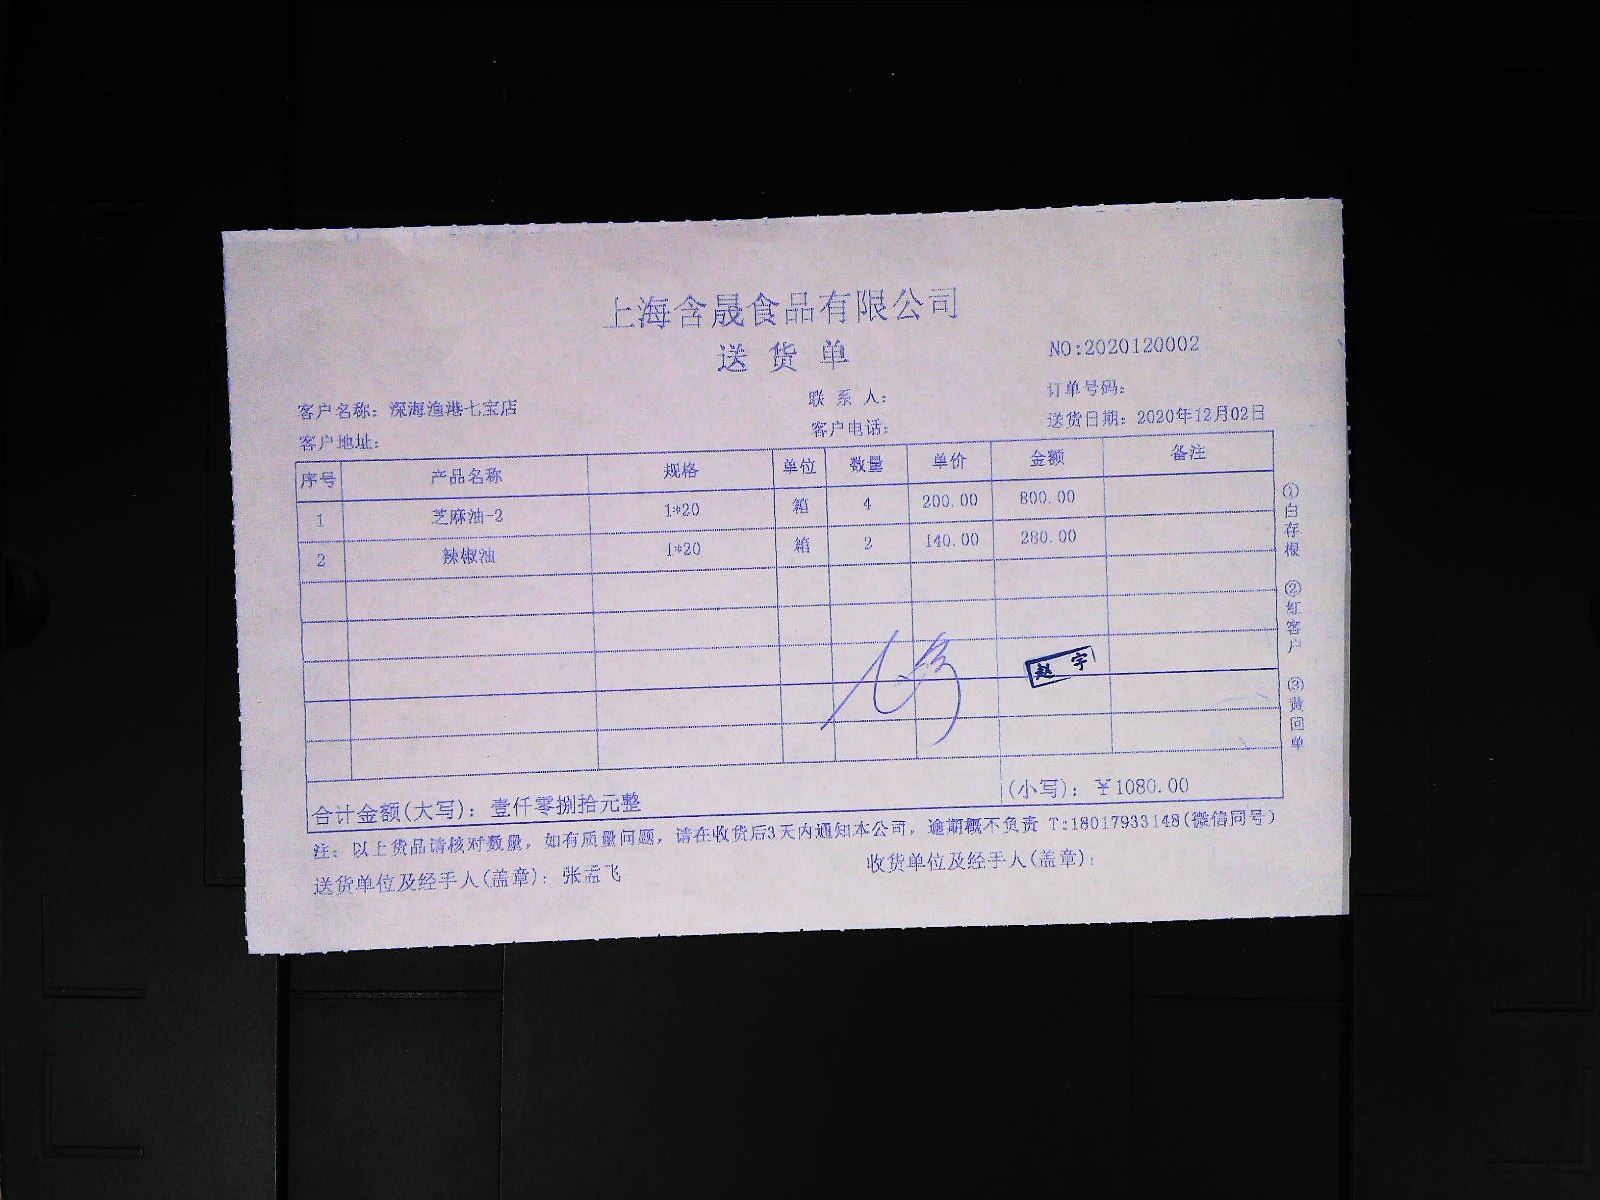 上海含晟食品有限公司
送货单
NO:2020120002
客户名称: 深海渔港七宝店
联系人:
订单号码:
客户地址:
客户电话:
送货日期: 2020年12月02日
序号 产品名称 规格 单位 数量 单价 金额 备注
1 芝麻油-2 1*20 箱 4 200.00 800.00
2 辣椒油 1*20 箱 2 140.00 280.00
赵宇
合计金额(大写): 壹仟零捌拾元整 (小写): ¥1080.00
注: 以上货品请核对数量, 如有质量问题, 请在收货后3天内通知本公司, 逾期概不负责 T:18017933148(微信同号)
送货单位及经手人(盖章): 张孟飞
收货单位及经手人(盖章):
①白存根 ②红客户 ③黄回单